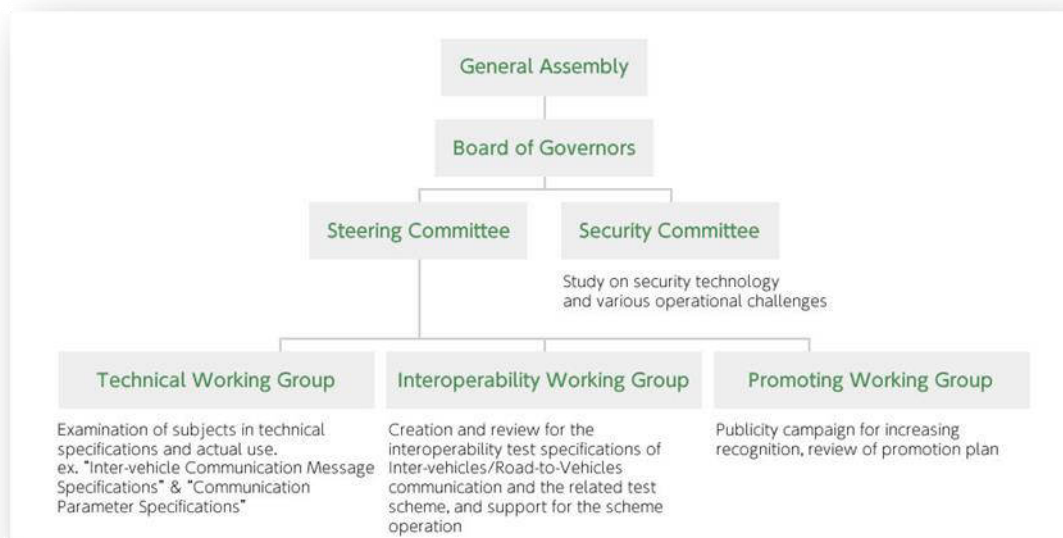 General Assembly
Board of Governors
Steering Committee
Security Committee
Study on security technology
and various operational challenges
Technical Working Group
Examination of subjects in technical
specifications and actual use.
ex. “Inter-vehicle Communication Message
Specifications” & “Communication
Parameter Specifications”
Interoperability Working Group
Creation and review for the
interoperability test specifications of
Inter-vehicles/Road-to-Vehicles
communication and the related test
scheme, and support for the scheme
operation
Promoting Working Group
Publicity campaign for increasing
recognition, review of promotion plan